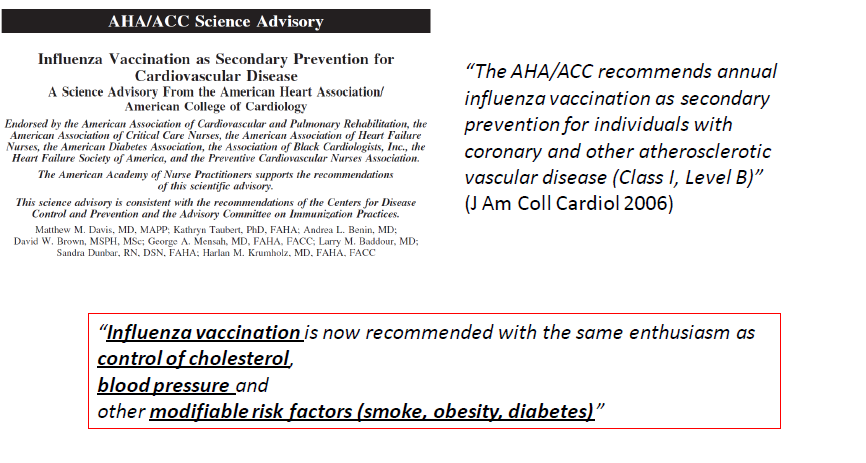 AHA/ACC Science Advisory
Influenza Vaccination as Secondary Prevention for
Cardiovascular Disease
A Science Advisory From the American Heart Association/
American College of Cardiology
Endorsed by the American Association of Cardiovascular and Pulmonary Rehabilitation, the
American Association of Critical Care Nurses, the American Association of Heart Failure
Nurses, the American Diabetes Association, the Association of Black Cardiologists, Inc., the
Heart Failure Society of America, and the Preventive Cardiovascular Nurses Association.
The American Academy of Nurse Practitioners supports the recommendations
of this scientific advisory.
This science advisory is consistent with the recommendations of the Centers for Disease
Control and Prevention and the Advisory Committee on Immunization Practices.
Matthew M. Davis, MD, MAPP; Kathryn Taubert, PhD, FAHA; Andrea L. Benin, MD;
David W. Brown, MSPH, MSc; George A. Mensah, MD, FAHA, FACC; Larry M. Baddour, MD;
Sandra Dunbar, RN, DSN, FAHA; Harlan M. Krumholz, MD, FAHA, FACC
“The AHA/ACC recommends annual
influenza vaccination as secondary
prevention for individuals with
coronary and other atherosclerotic
vascular disease (Class I, Level B)”
(J Am Coll Cardiol 2006)
“Influenza vaccination is now recommended with the same enthusiasm as
control of cholesterol,
blood pressure and
other modifiable risk factors (smoke, obesity, diabetes)”